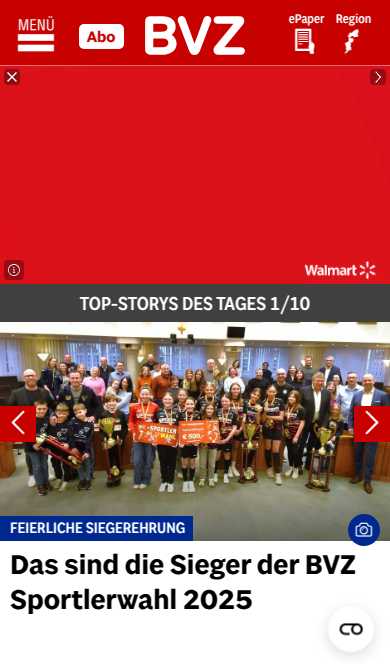 MENÜ
Abo
BVZ
ePaper
Region
Walmart
TOP-STORYS DES TAGES 1/10
SPORTLER
WAHL
€ 500,-
FEIERLICHE SIEGEREHRUNG
Das sind die Sieger der BVZ
Sportlerwahl 2025